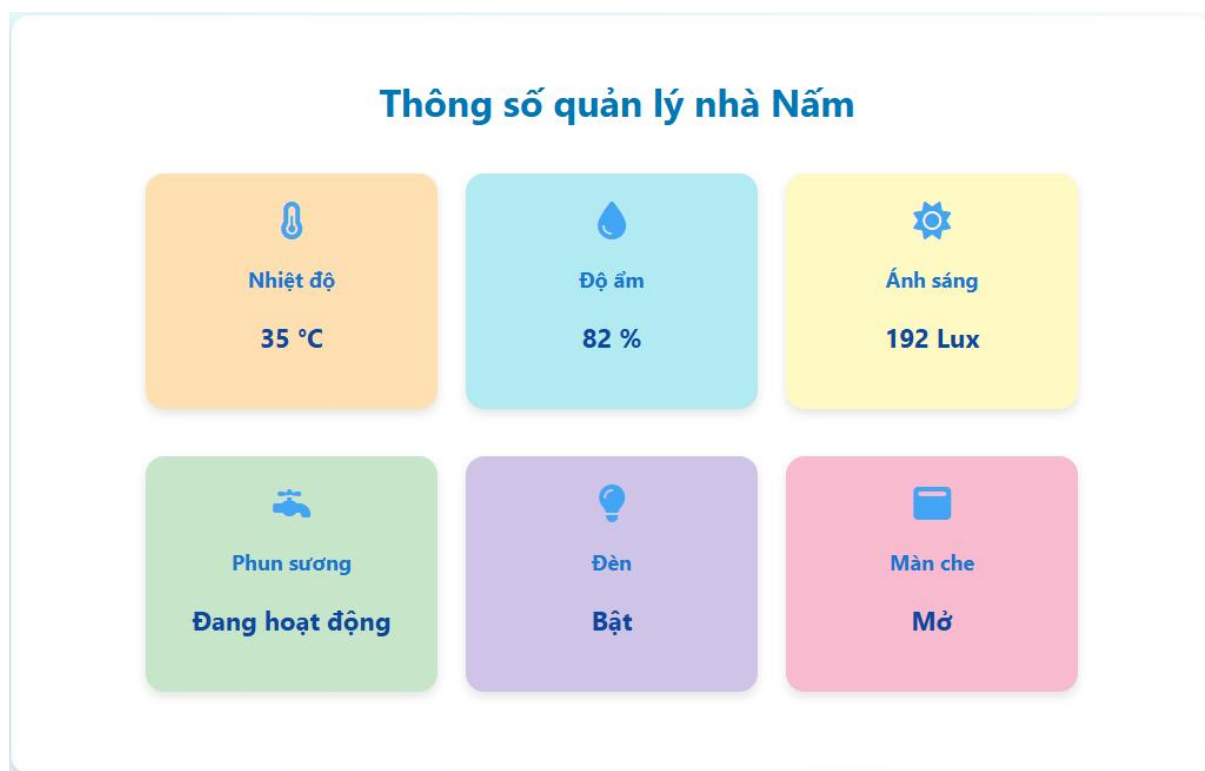 Thông số quản lý nhà Nấm
Nhiệt độ
35 °C
Độ ẩm
82 %
Ánh sáng
192 Lux
Phun sương
Đang hoạt động
Đèn
Bật
Màn che
Mở